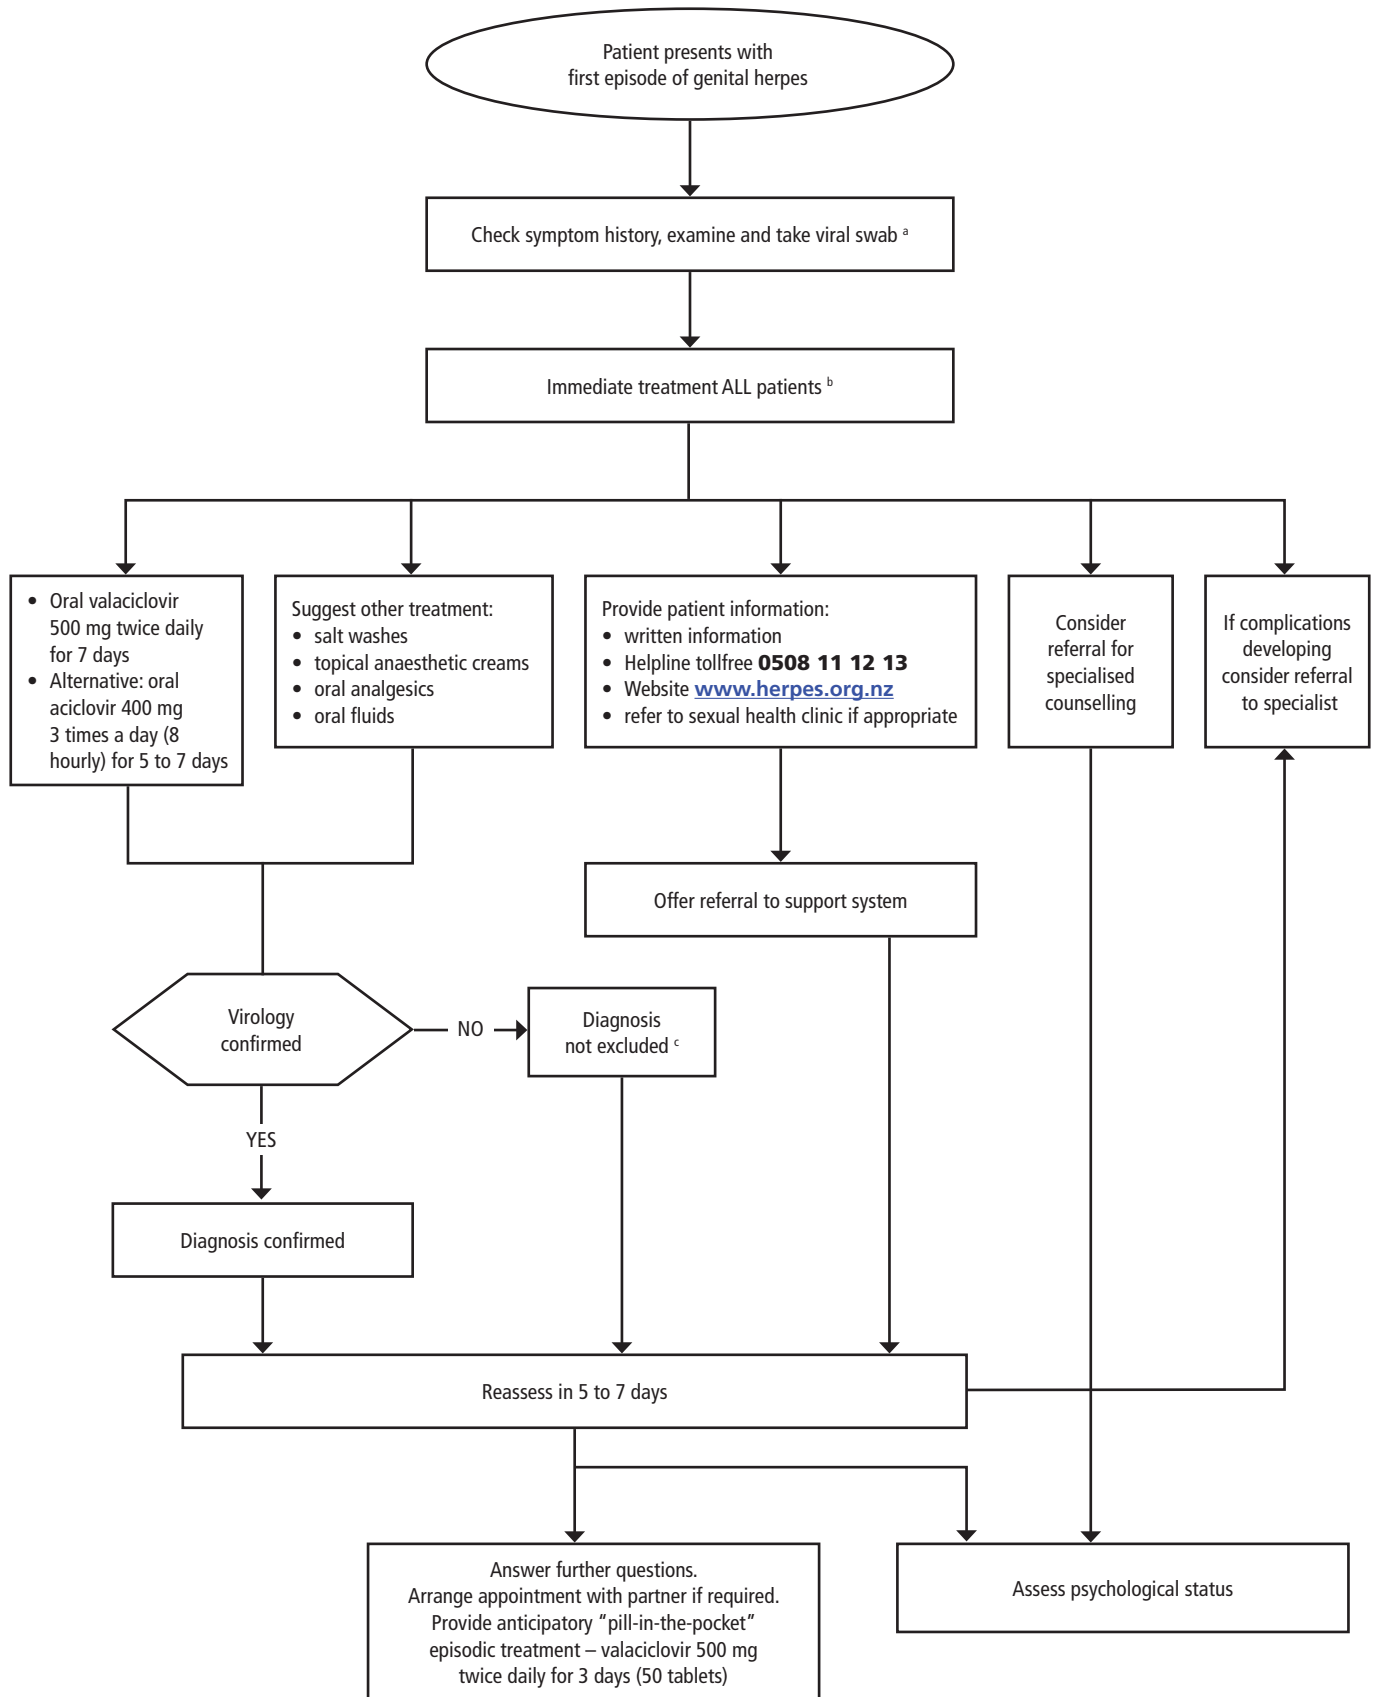 Patient presents with
first episode of genital herpes
Check symptom history, examine and take viral swab a
Immediate treatment ALL patients b
• Oral valaciclovir
500 mg twice daily
for 7 days
• Alternative: oral
aciclovir 400 mg
3 times a day (8
hourly) for 5 to 7 days
Suggest other treatment:
• salt washes
• topical anaesthetic creams
• oral analgesics
• oral fluids
Provide patient information:
• written information
• Helpline tollfree 0508 11 12 13
• Website www.herpes.org.nz
• refer to sexual health clinic if appropriate
Consider
referral for
specialised
counselling
If complications
developing
consider referral
to specialist
Offer referral to support system
Virology
confirmed
NO
Diagnosis
not excluded c
YES
Diagnosis confirmed
Reassess in 5 to 7 days
Answer further questions.
Arrange appointment with partner if required.
Provide anticipatory “pill-in-the-pocket”
episodic treatment – valaciclovir 500 mg
twice daily for 3 days (50 tablets)
Assess psychological status